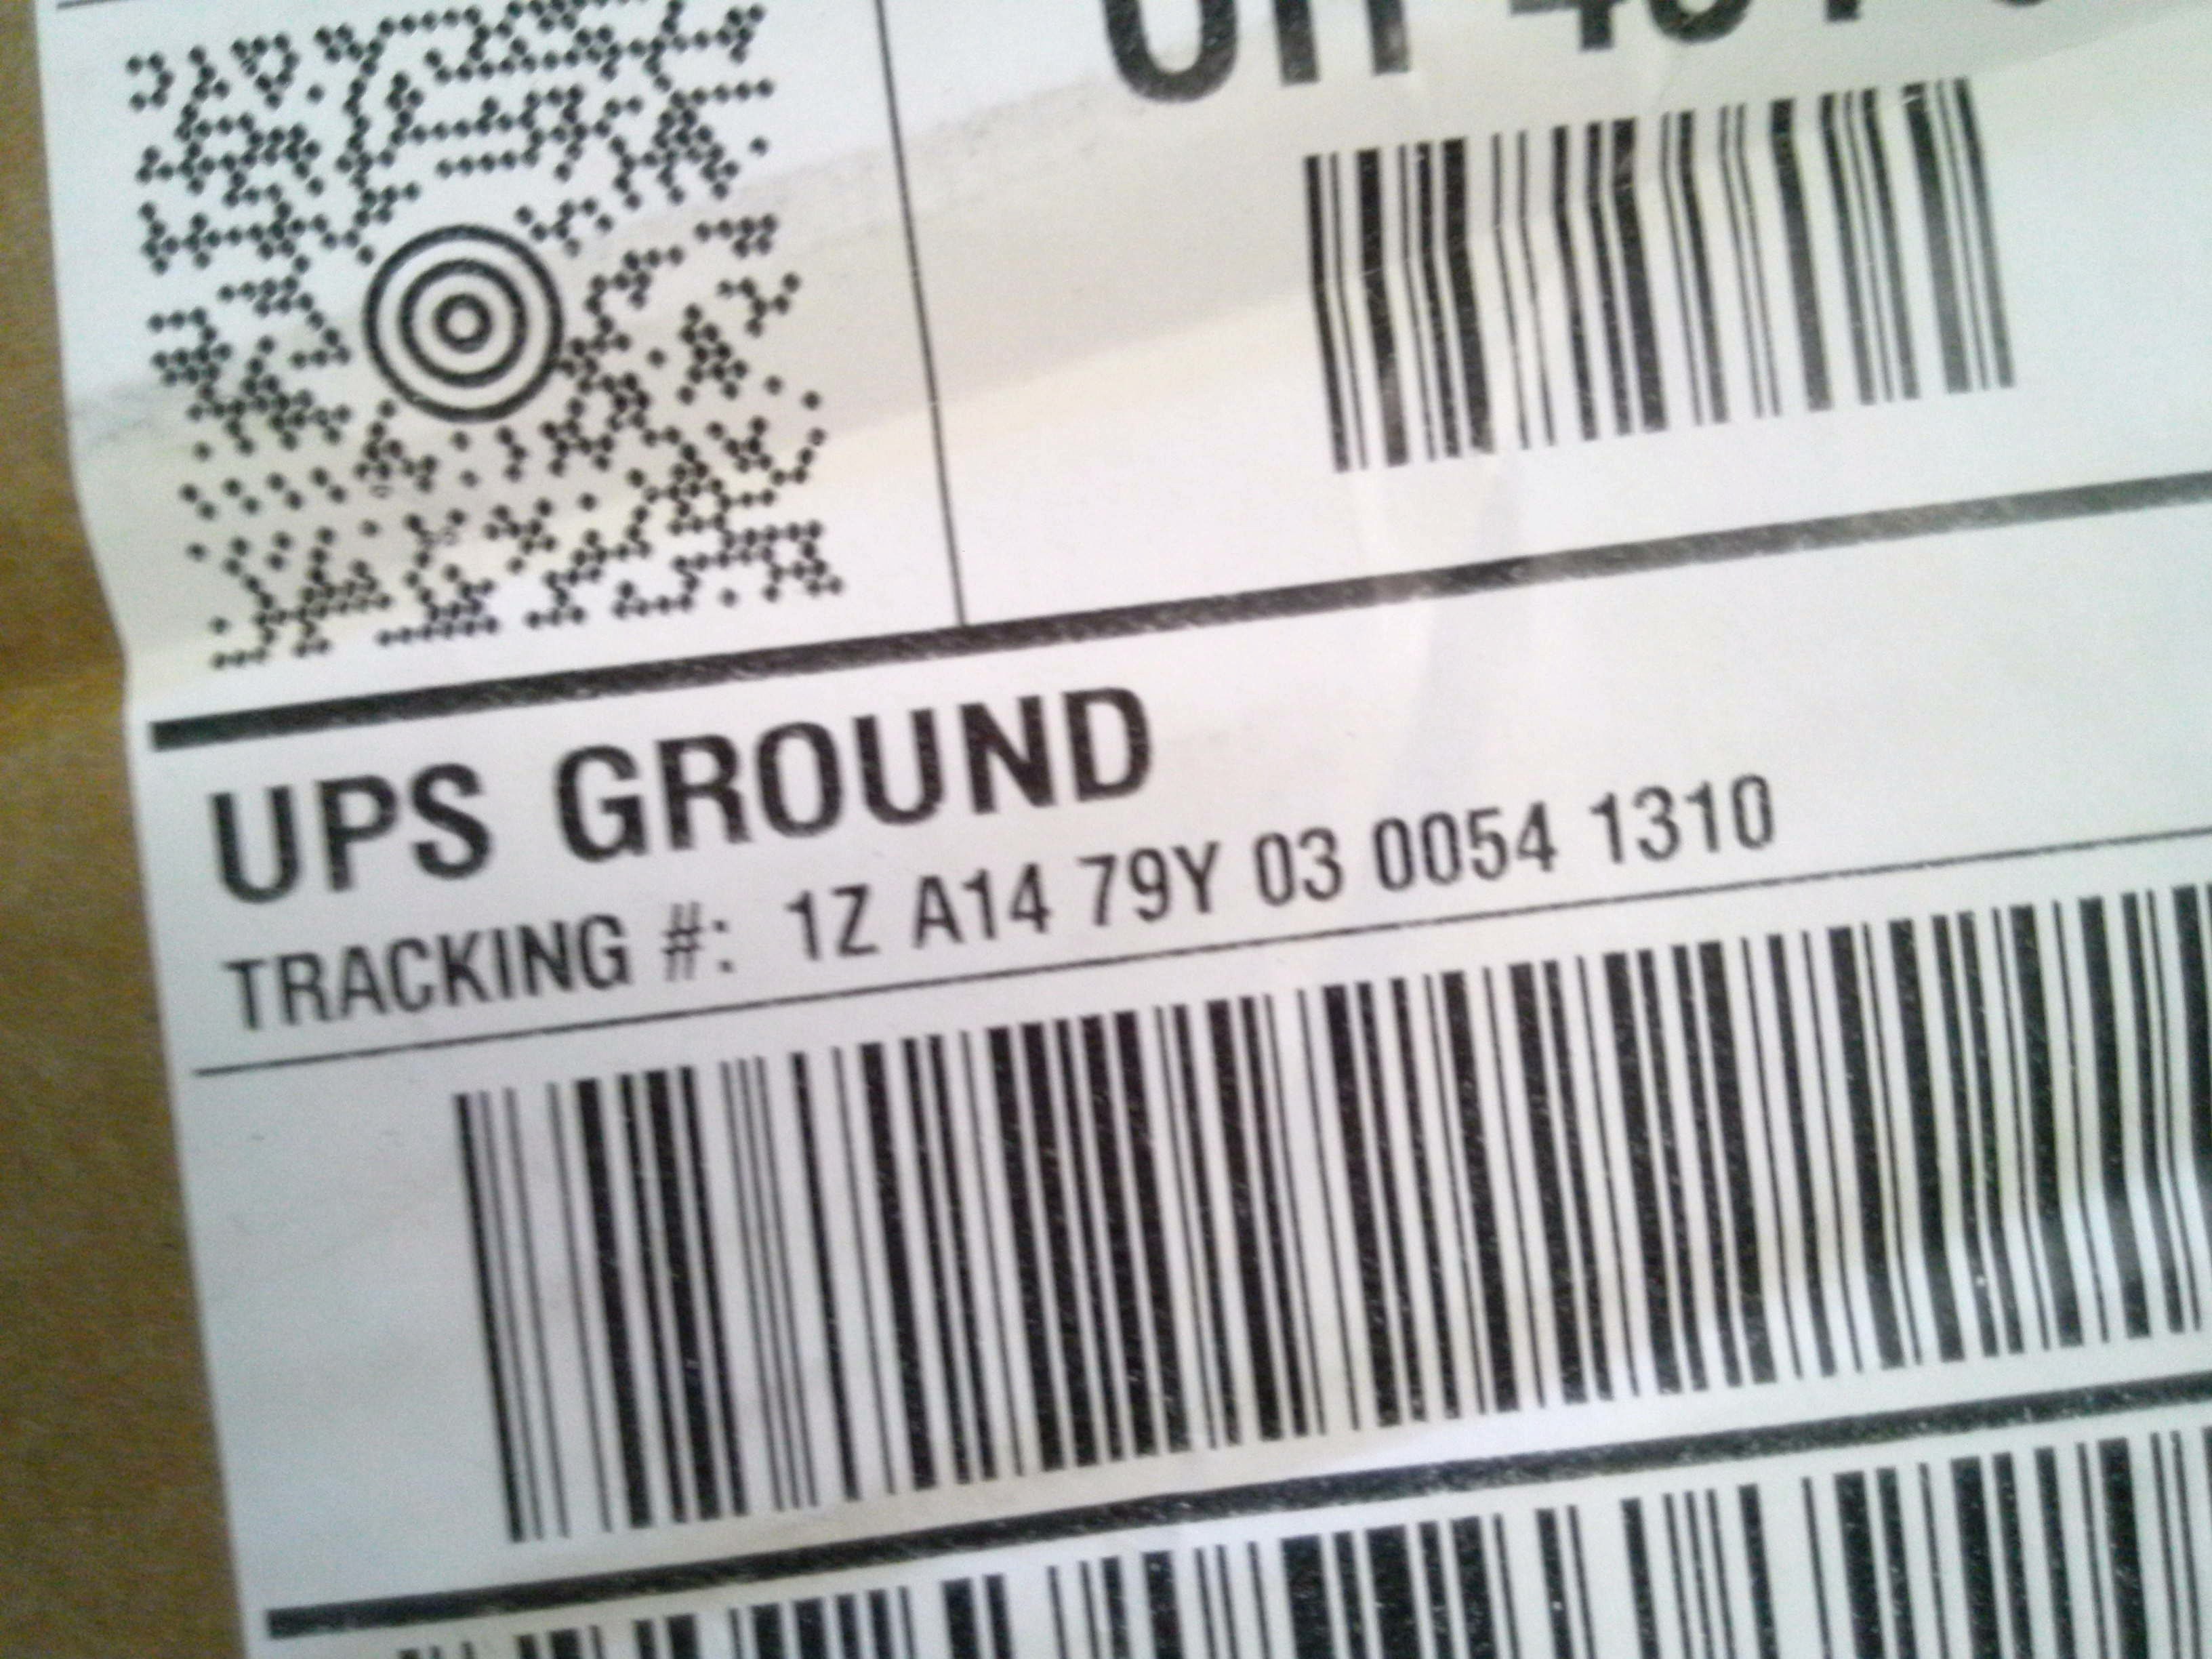 UPS GROUND
TRACKING #: 1Z A14 79Y 03 0054 1310